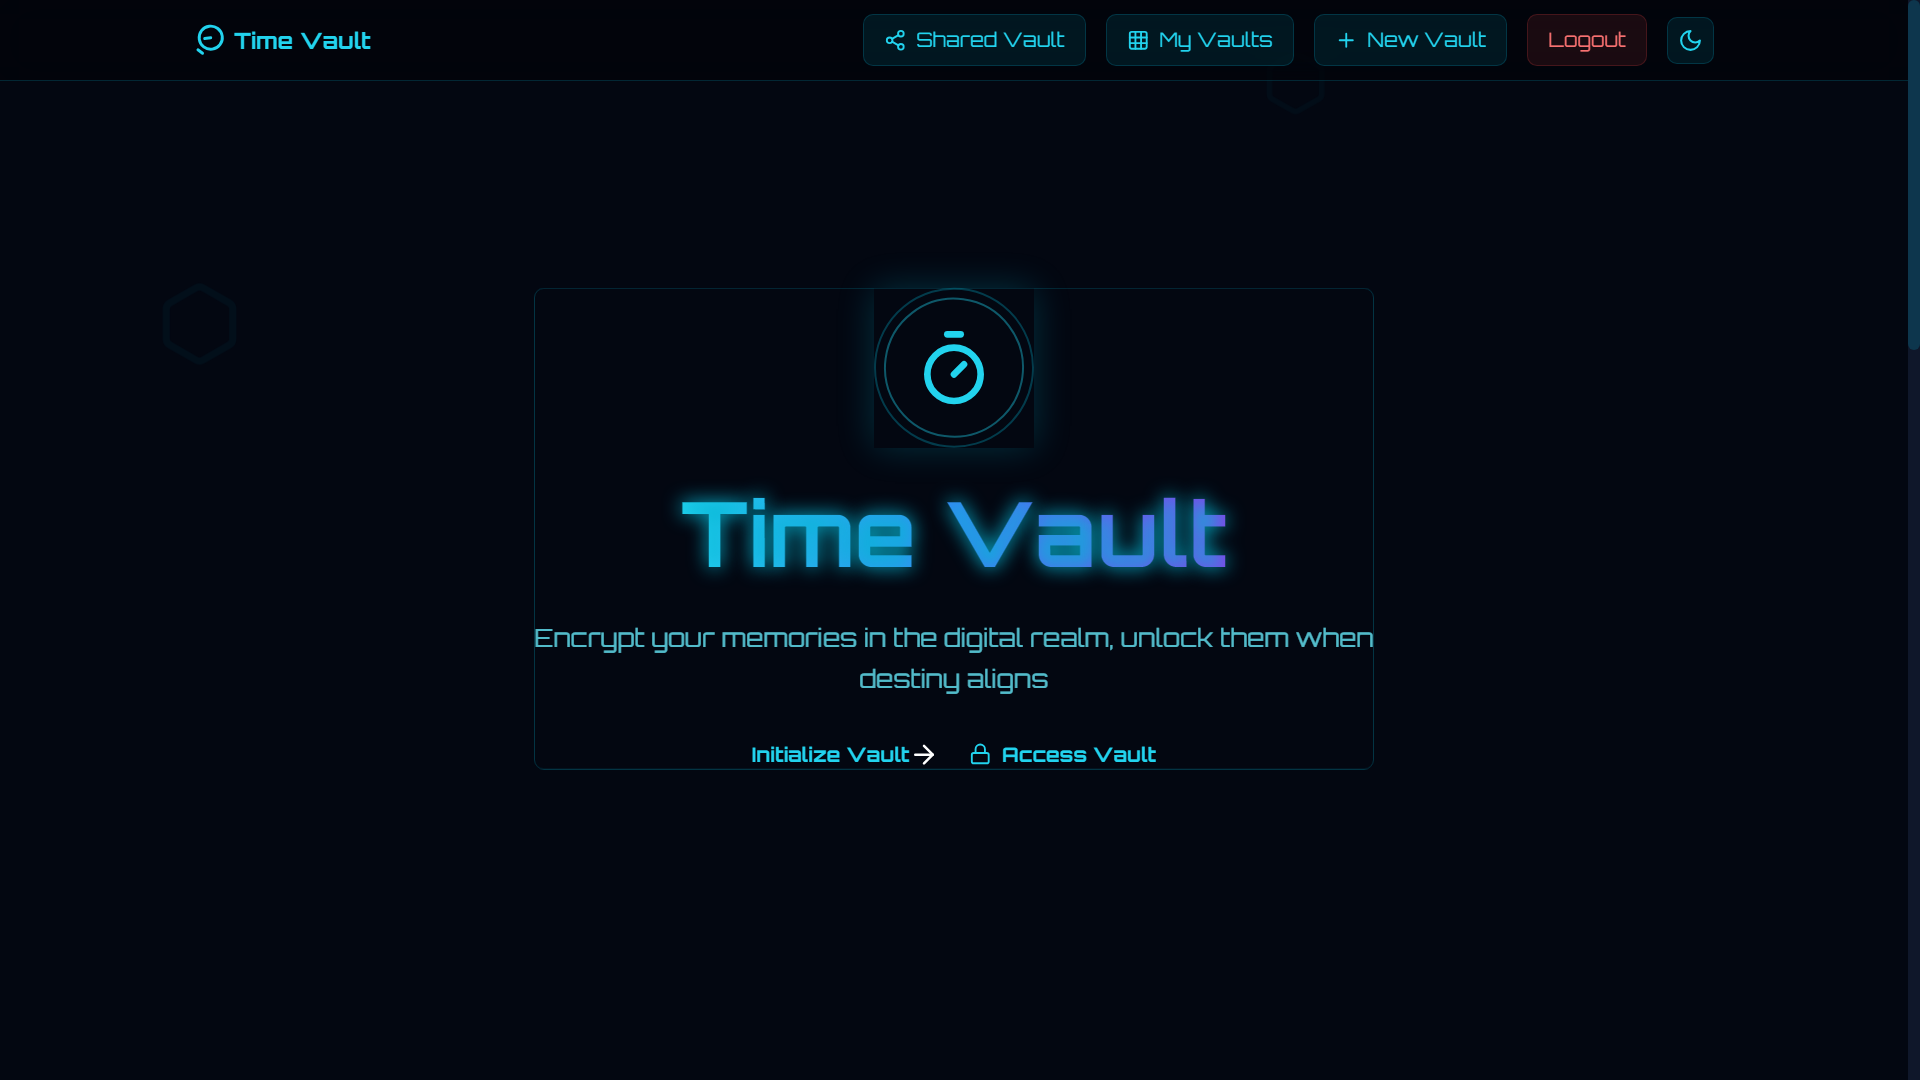 Time Vault
Shared Vault
My Vaults
New Vault
Logout
Time Vault
Encrypt your memories in the digital realm, unlock them when
destiny aligns
Initialize Vault
Access Vault